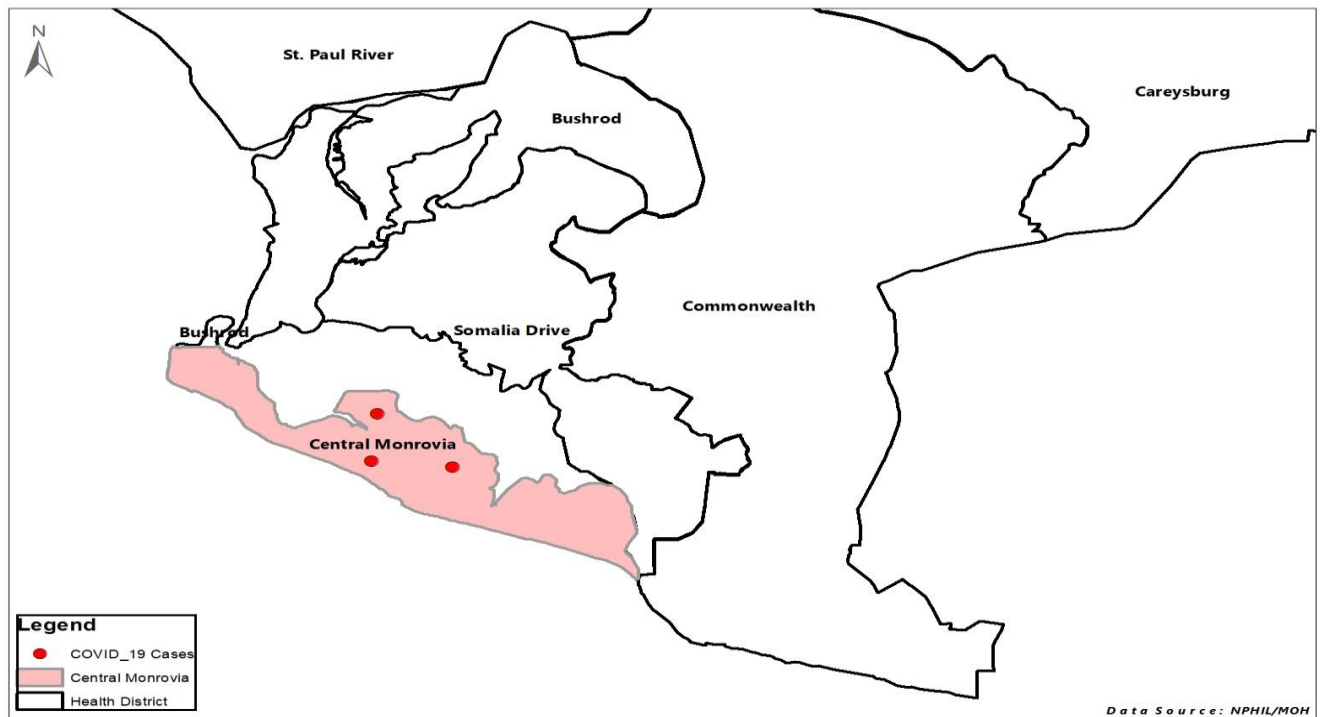 N
St. Paul River
Careysburg
Bushrod
Commonwealth
Bushrod
Somalia Drive
Central Monrovia
Legend
COVID_19 Cases
Central Monrovia
Health District
Data Source: NPHIL/MOH